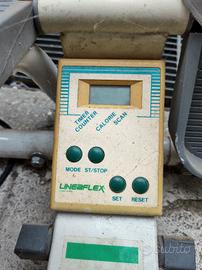 TIMER
COUNTER
CALORIE
SCAN
MODE ST/STOP
LINEAFLEX
SET RESET
subito